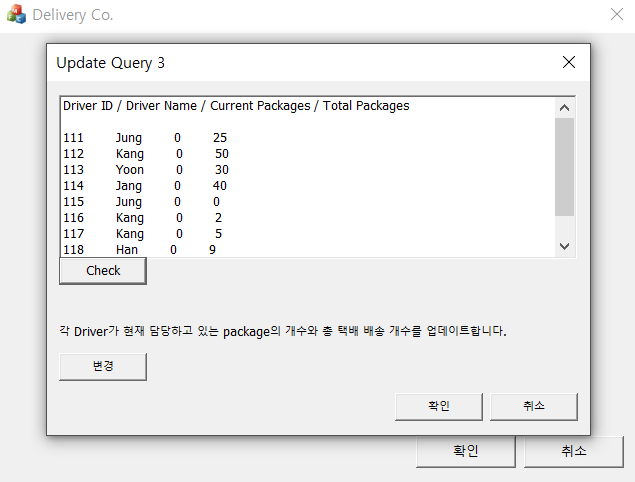 Delivery Co.
Update Query 3
Driver ID / Driver Name / Current Packages / Total Packages
111 Jung 0 25
112 Kang 0 50
113 Yoon 0 30
114 Jang 0 40
115 Jung 0 0
116 Kang 0 2
117 Kang 0 5
118 Han 0 9
Check
각 Driver가 현재 담당하고 있는 package의 개수와 총 택배 배송 개수를 업데이트합니다.
변경
확인 취소
확인 취소